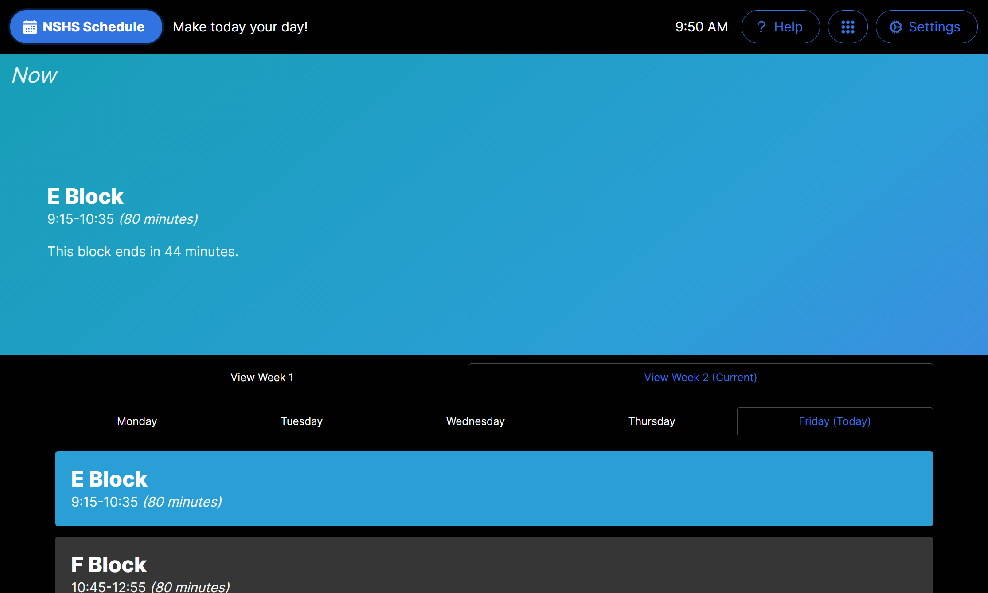 NSHS Schedule
Make today your day!
9:50 AM
? Help
Settings
Now
E Block
9:15-10:35 (80 minutes)
This block ends in 44 minutes.
View Week 1
View Week 2 (Current)
Monday
Tuesday
Wednesday
Thursday
Friday (Today)
E Block
9:15-10:35 (80 minutes)
F Block
10:45-12:55 (80 minutes)